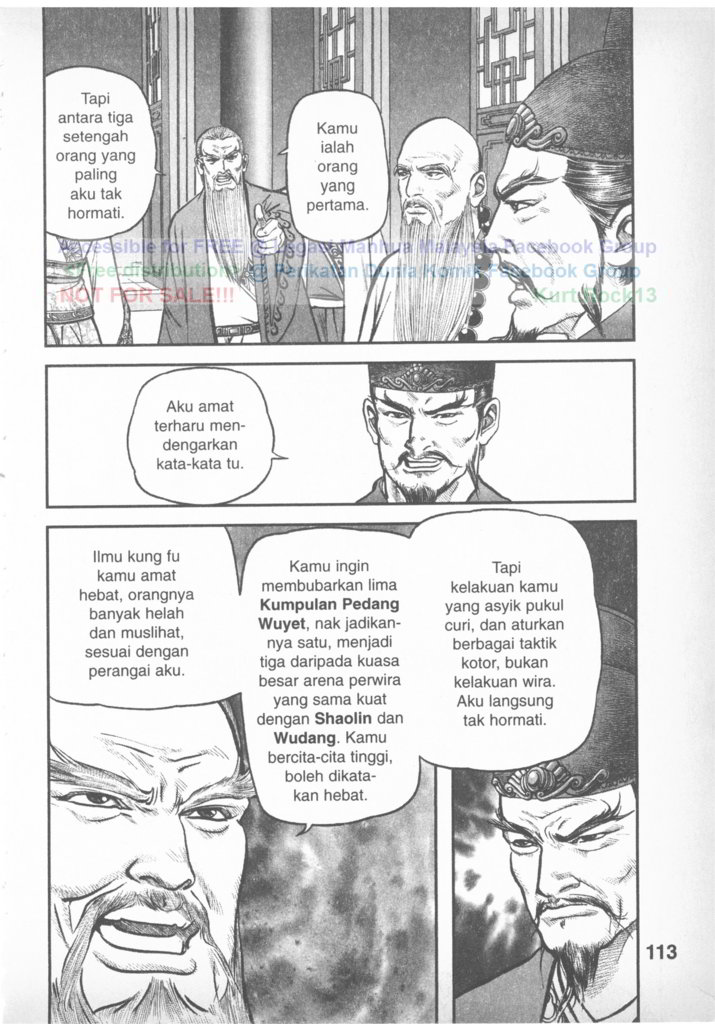 Tapi
antara tiga
setengah
orang yang
paling
aku tak
hormati.
Kamu
ialah
orang
yang
pertama.
Accessible for FREE @ Legasi Manhua Malaysia Facebook Group
#Free distributions @ Perikatan Dunia Komik Facebook Group
NOT FOR SALE!!!
Kurt Rock13
Aku amat
terharu men-
dengarkan
kata-kata tu.
Ilmu kung fu
kamu amat
hebat, orangnya
banyak helah
dan muslihat,
sesuai dengan
perangai aku.
Kamu ingin
membubarkan lima
Kumpulan Pedang
Wuyet, nak jadikan-
nya satu, menjadi
tiga daripada kuasa
besar arena perwira
yang sama kuat
dengan Shaolin dan
Wudang. Kamu
bercita-cita tinggi,
boleh dikata-
kan hebat.
Tapi
kelakuan kamu
yang asyik pukul
curi, dan aturkan
berbagai taktik
kotor, bukan
kelakuan wira.
Aku langsung
tak hormati.
113